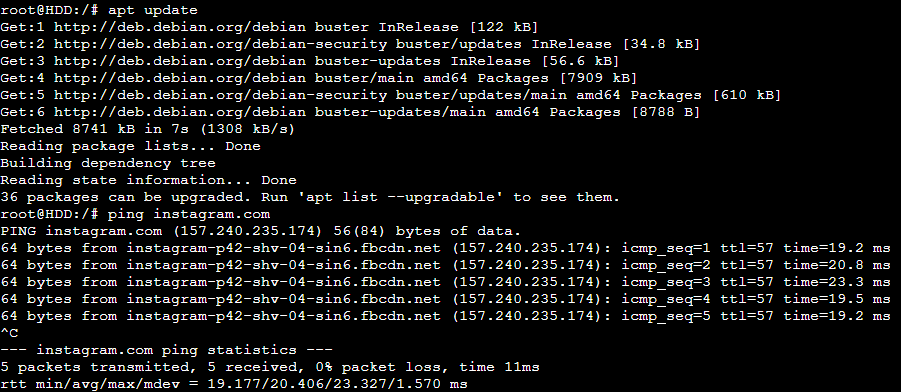 root@HDD:/# apt update
Get:1 http://deb.debian.org/debian buster InRelease [122 kB]
Get:2 http://deb.debian.org/debian-security buster/updates InRelease [34.8 kB]
Get:3 http://deb.debian.org/debian buster-updates InRelease [56.6 kB]
Get:4 http://deb.debian.org/debian buster/main amd64 Packages [7909 kB]
Get:5 http://deb.debian.org/debian-security buster/updates/main amd64 Packages [610 kB]
Get:6 http://deb.debian.org/debian buster-updates/main amd64 Packages [8788 B]
Fetched 8741 kB in 7s (1308 kB/s)
Reading package lists... Done
Building dependency tree
Reading state information... Done
36 packages can be upgraded. Run 'apt list --upgradable' to see them.
root@HDD:/# ping instagram.com
PING instagram.com (157.240.235.174) 56(84) bytes of data.
64 bytes from instagram-p42-shv-04-sin6.fbcdn.net (157.240.235.174): icmp_seq=1 ttl=57 time=19.2 ms
64 bytes from instagram-p42-shv-04-sin6.fbcdn.net (157.240.235.174): icmp_seq=2 ttl=57 time=20.8 ms
64 bytes from instagram-p42-shv-04-sin6.fbcdn.net (157.240.235.174): icmp_seq=3 ttl=57 time=23.3 ms
64 bytes from instagram-p42-shv-04-sin6.fbcdn.net (157.240.235.174): icmp_seq=4 ttl=57 time=19.5 ms
64 bytes from instagram-p42-shv-04-sin6.fbcdn.net (157.240.235.174): icmp_seq=5 ttl=57 time=19.2 ms
^C
--- instagram.com ping statistics ---
5 packets transmitted, 5 received, 0% packet loss, time 11ms
rtt min/avg/max/mdev = 19.177/20.406/23.327/1.570 ms